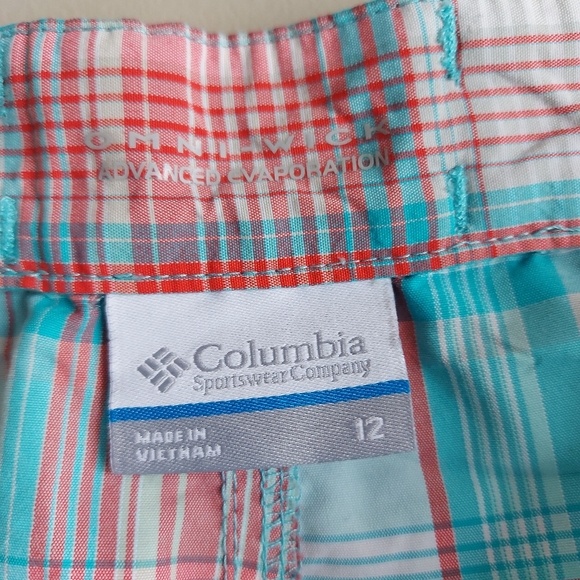 OMNI-WICK
ADVANCED EVAPORATION
Columbia
Sportswear Company
MADE IN
VIETNAM
12